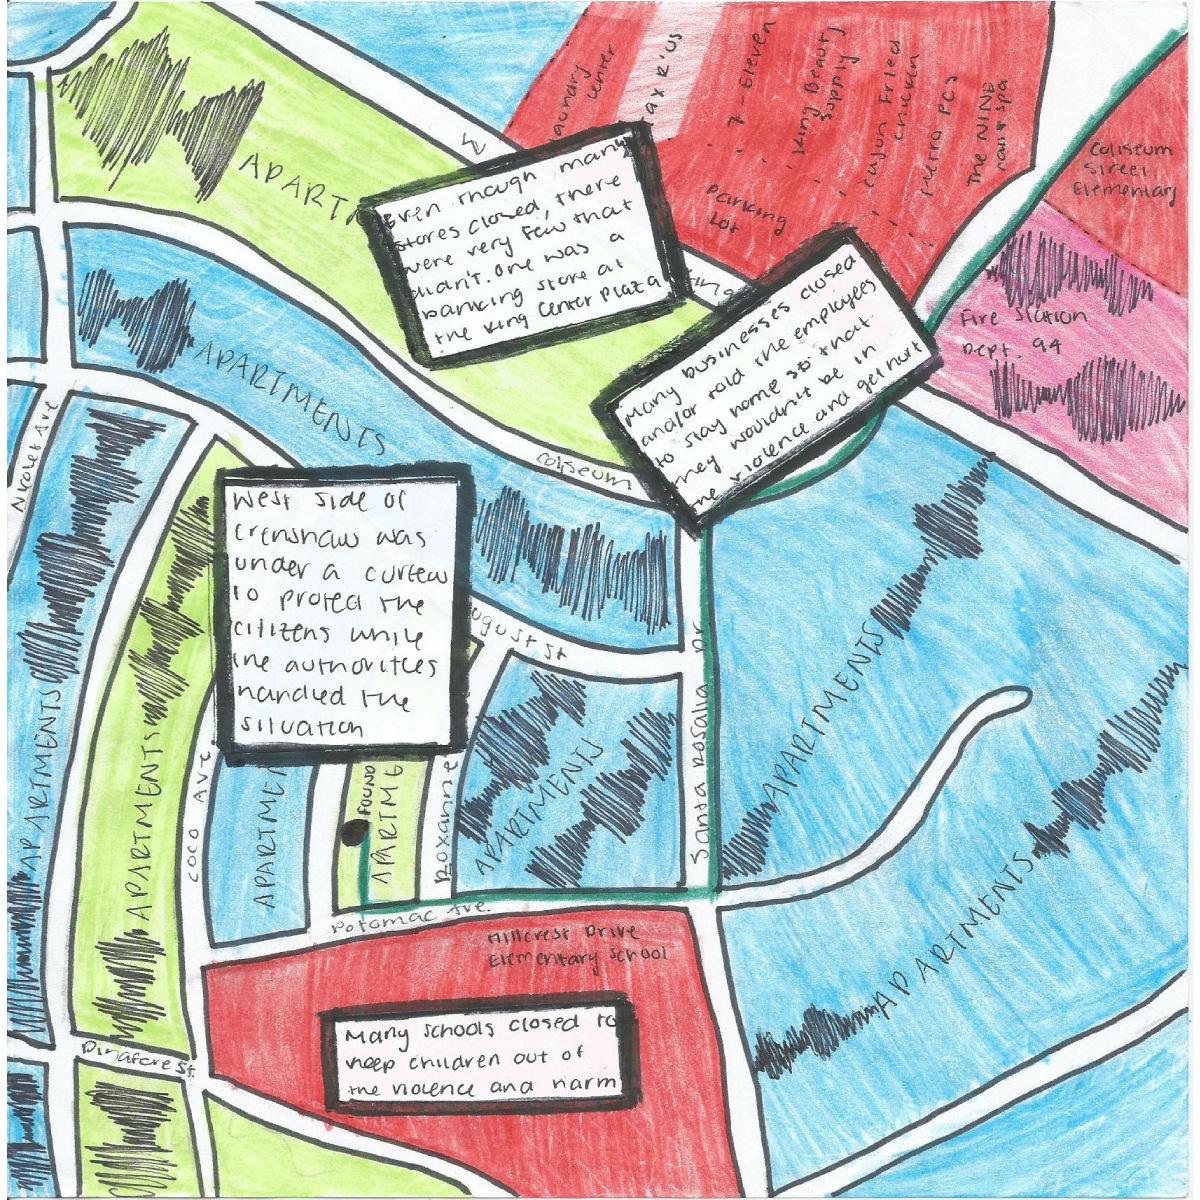 Laundry
Center
TAX R'US
7-Eleven
King Beauty
Supply
Cajun Fried
Chicken
Metro PCS
The NINE
nail spa
Parking
Lot
Coliseum
Street
Elementary
APARTM
Even though many
stores closed, there
were very few that
didn't. One was a
banking store at
the King Center Plaza
King
Many businesses closed
and/or told the employees
to stay home so that
they wouldn't be in
the violence and get hurt
Fire Station
Dept. 94
APARTMENTS
Coliseum
Nicolet Ave
West side of
Crenshaw was
under a curfew
to protect the
citizens while
the authorities
handled the
situation
August St
Santa Rosalia Dr
APARTMENTS
APARTMENTS
APARTMENTS
Coco Ave.
APARTMEN
FOUND
APARTME
Roxanne
APARTMENTS
APARTMENTS
Potomac Ave.
Hillcrest Drive
Elementary School
Many schools closed to
keep children out of
the violence and harm
Pinafore St.